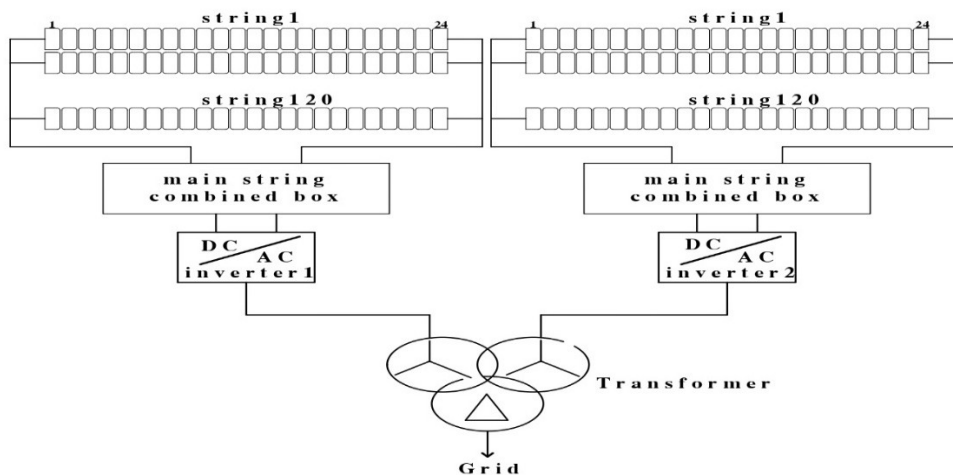 string1
1 24
string120
main string
combined box
DC
AC
inverter1
string1
1 24
string120
main string
combined box
DC
AC
inverter2
Transformer
Grid